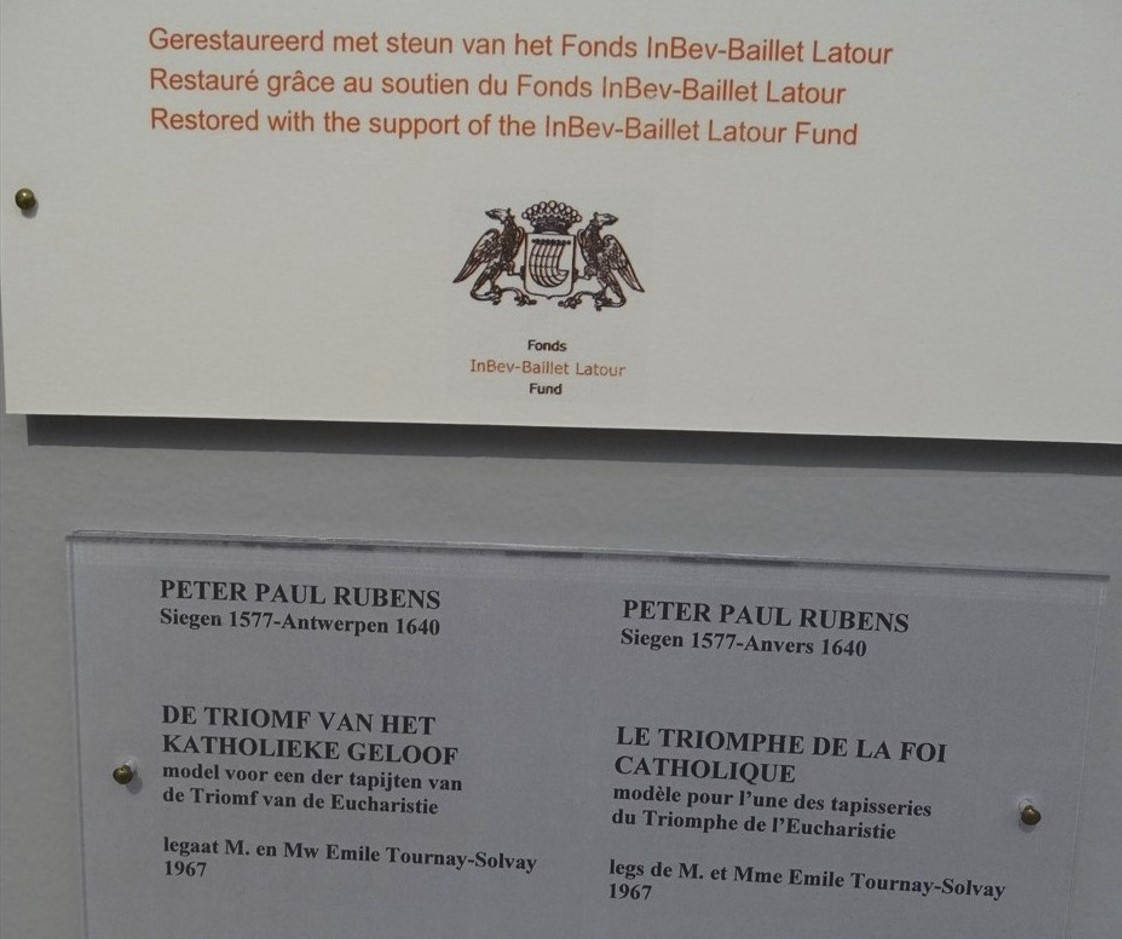 Gerestaureerd met steun van het Fonds InBev-Baillet Latour
Restauré grâce au soutien du Fonds InBev-Baillet Latour
Restored with the support of the InBev-Baillet Latour Fund
Fonds
InBev-Baillet Latour
Fund
PETER PAUL RUBENS
Siegen 1577-Antwerpen 1640
DE TRIOMF VAN HET
KATHOLIEKE GELOOF
model voor een der tapijten van
de Triomf van de Eucharistie
legaat M. en Mw Emile Tournay-Solvay
1967
PETER PAUL RUBENS
Siegen 1577-Anvers 1640
LE TRIOMPHE DE LA FOI
CATHOLIQUE
modèle pour l'une des tapisseries
du Triomphe de l'Eucharistie
legs de M. et Mme Emile Tournay-Solvay
1967